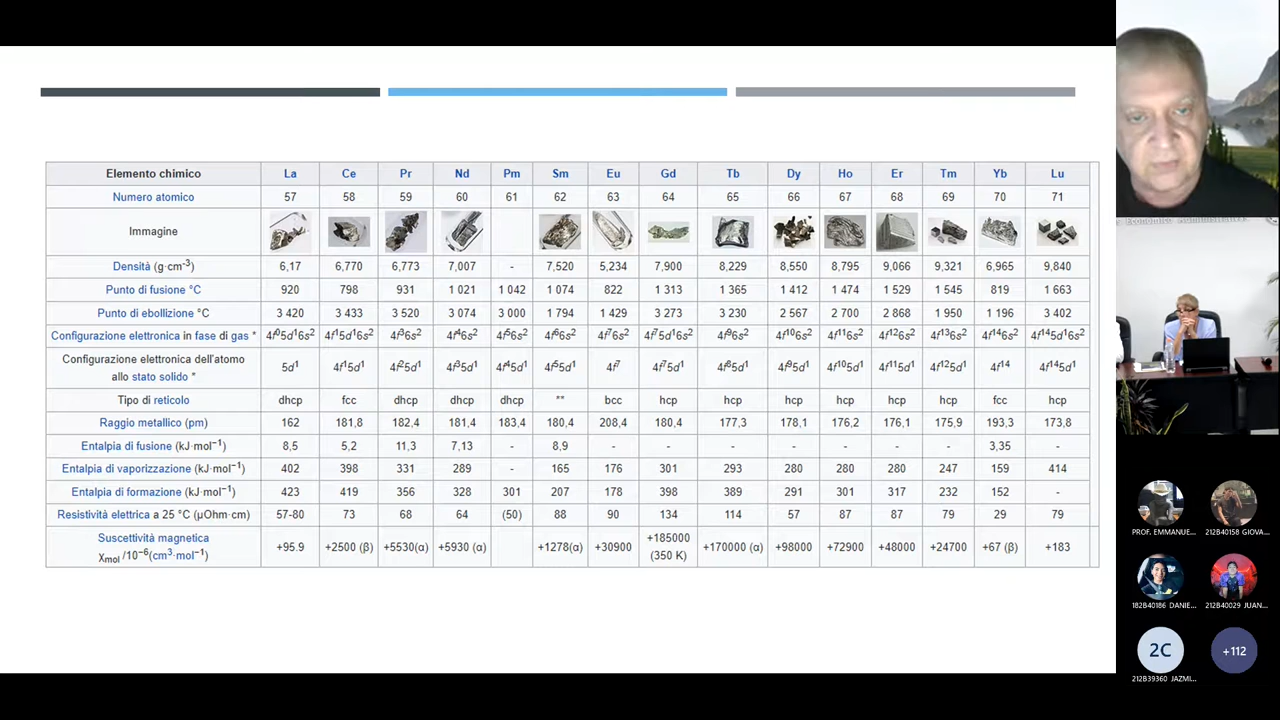 Elemento chimico La Ce Pr Nd Pm Sm Eu Gd Tb Dy Ho Er Tm Yb Lu
Numero atomico 57 58 59 60 61 62 63 64 65 66 67 68 69 70 71
Immagine
Densità (g·cm⁻³) 6,17 6,770 6,773 7,007 - 7,520 5,234 7,900 8,229 8,550 8,795 9,066 9,321 6,965 9,840
Punto di fusione °C 920 798 931 1 021 1 042 1 074 822 1 313 1 365 1 412 1 474 1 529 1 545 819 1 663
Punto di ebollizione °C 3 420 3 433 3 520 3 074 3 000 1 794 1 429 3 273 3 230 2 567 2 700 2 868 1 950 1 196 3 402
Configurazione elettronica in fase di gas * 4f⁰5d¹6s² 4f¹5d¹6s² 4f³6s² 4f⁴6s² 4f⁵6s² 4f⁶6s² 4f⁷6s² 4f⁷5d¹6s² 4f⁹6s² 4f¹⁰6s² 4f¹¹6s² 4f¹²6s² 4f¹³6s² 4f¹⁴6s² 4f¹⁴5d¹6s²
Configurazione elettronica dell'atomo
allo stato solido * 5d¹ 4f¹5d¹ 4f²5d¹ 4f³5d¹ 4f⁴5d¹ 4f⁵5d¹ 4f⁷ 4f⁷5d¹ 4f⁸5d¹ 4f⁹5d¹ 4f¹⁰5d¹ 4f¹¹5d¹ 4f¹²5d¹ 4f¹⁴ 4f¹⁴5d¹
Tipo di reticolo dhcp fcc dhcp dhcp dhcp ** bcc hcp hcp hcp hcp hcp hcp fcc hcp
Raggio metallico (pm) 162 181,8 182,4 181,4 183,4 180,4 208,4 180,4 177,3 178,1 176,2 176,1 175,9 193,3 173,8
Entalpia di fusione (kJ·mol⁻¹) 8,5 5,2 11,3 7,13 - 8,9 - - - - - - - 3,35 -
Entalpia di vaporizzazione (kJ·mol⁻¹) 402 398 331 289 - 165 176 301 293 280 280 280 247 159 414
Entalpia di formazione (kJ·mol⁻¹) 423 419 356 328 301 207 178 398 389 291 301 317 232 152 -
Resistività elettrica a 25 °C (µOhm·cm) 57-80 73 68 64 (50) 88 90 134 114 57 87 87 79 29 79
Suscettività magnetica
χmol /10⁻⁶(cm³·mol⁻¹) +95.9 +2500 (β) +5530(α) +5930 (α) +1278(α) +30900 +185000 (350 K) +170000 (α) +98000 +72900 +48000 +24700 +67 (β) +183
Económico Administrativas
PROF. EMMANUE... 212B40158 GIOVA...
182B40186 DANIE... 212B40029 JUAN...
2C +112
212B39360 JAZMI...